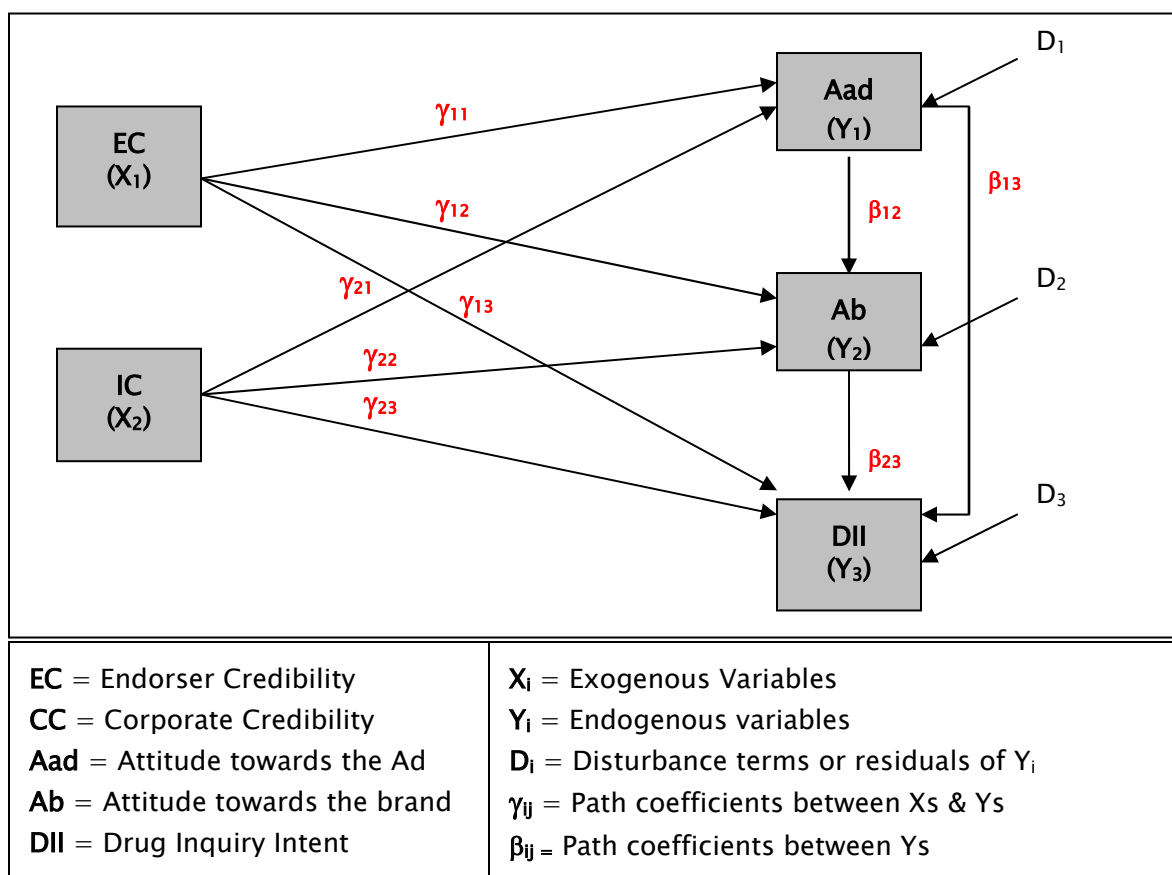 D₁
Aad
(Y₁)
γ₁₁
EC
(X₁)
β₁₃
γ₁₂
β₁₂
γ₂₁
γ₁₃
D₂
Ab
(Y₂)
γ₂₂
IC
(X₂)
γ₂₃
β₂₃
D₃
DII
(Y₃)
EC = Endorser Credibility
CC = Corporate Credibility
Aad = Attitude towards the Ad
Ab = Attitude towards the brand
DII = Drug Inquiry Intent
Xᵢ = Exogenous Variables
Yᵢ = Endogenous variables
Dᵢ = Disturbance terms or residuals of Yᵢ
γᵢⱼ = Path coefficients between Xs & Ys
βᵢⱼ = Path coefficients between Ys